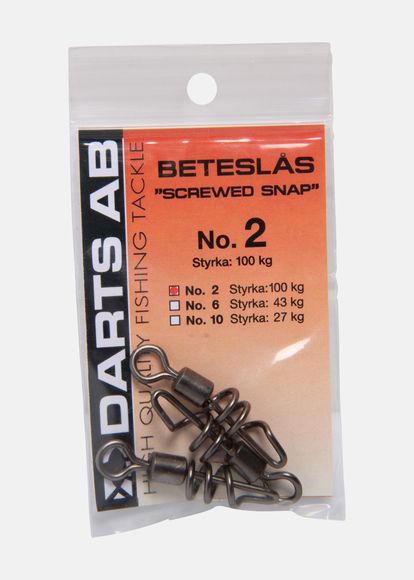 DARTS AB
HIGH QUALITY FISHING TACKLE
BETESLÅS
"SCREWED SNAP"
No. 2
Styrka: 100 kg
No. 2 Styrka:100 kg
No. 6 Styrka: 43 kg
No. 10 Styrka: 27 kg